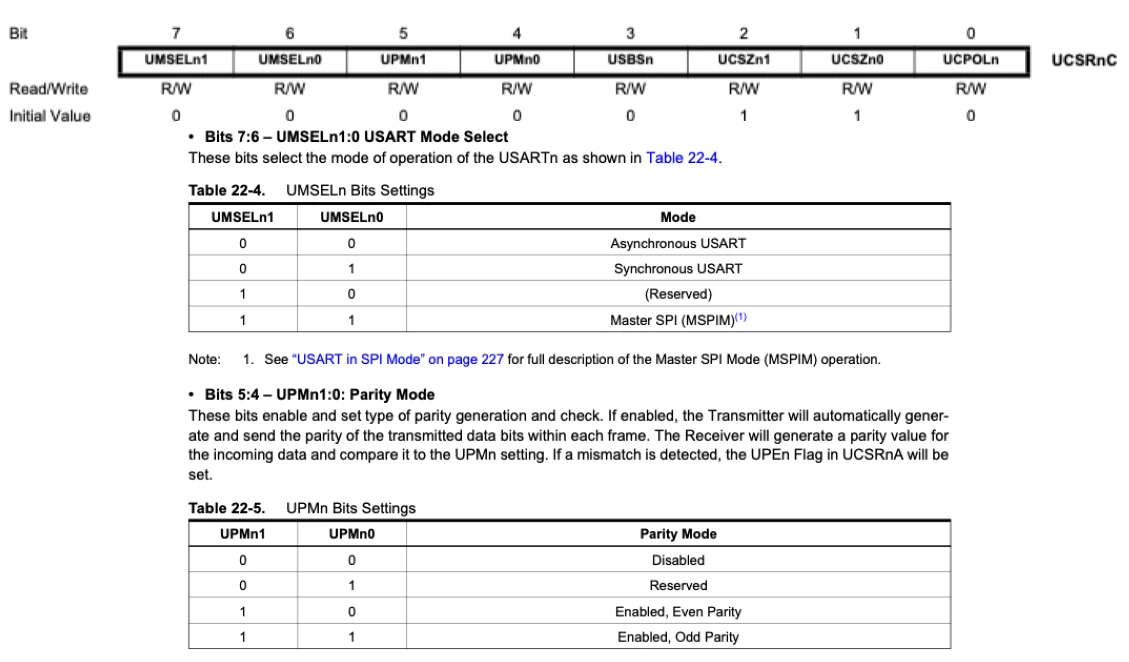 Bit 7 6 5 4 3 2 1 0
UMSELn1 UMSELn0 UPMn1 UPMn0 USBSn UCSZn1 UCSZn0 UCPOLn UCSRnC
Read/Write R/W R/W R/W R/W R/W R/W R/W R/W
Initial Value 0 0 0 0 0 1 1 0
• Bits 7:6 – UMSELn1:0 USART Mode Select
These bits select the mode of operation of the USARTn as shown in Table 22-4.
Table 22-4. UMSELn Bits Settings
UMSELn1 UMSELn0 Mode
0 0 Asynchronous USART
0 1 Synchronous USART
1 0 (Reserved)
1 1 Master SPI (MSPIM)(1)
Note: 1. See “USART in SPI Mode” on page 227 for full description of the Master SPI Mode (MSPIM) operation.
• Bits 5:4 – UPMn1:0: Parity Mode
These bits enable and set type of parity generation and check. If enabled, the Transmitter will automatically gener-
ate and send the parity of the transmitted data bits within each frame. The Receiver will generate a parity value for
the incoming data and compare it to the UPMn setting. If a mismatch is detected, the UPEn Flag in UCSRnA will be
set.
Table 22-5. UPMn Bits Settings
UPMn1 UPMn0 Parity Mode
0 0 Disabled
0 1 Reserved
1 0 Enabled, Even Parity
1 1 Enabled, Odd Parity